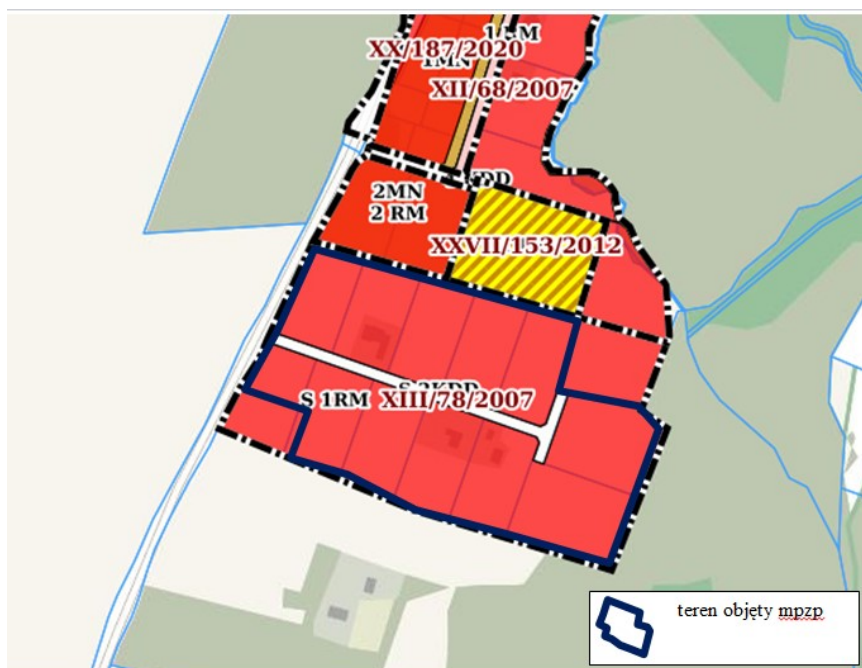 XX/187/2020
1MN
XII/68/2007
2MN
2 RM
XXVII/153/2012
S 1RM
XIII/78/2007
teren objęty mpzp